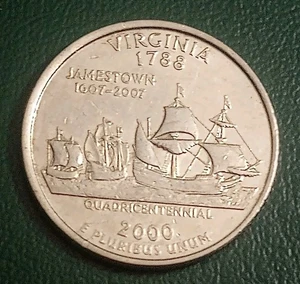 VIRGINIA
1788
JAMESTOWN
1607-2007
QUADRICENTENNIAL
2000
E PLURIBUS UNUM